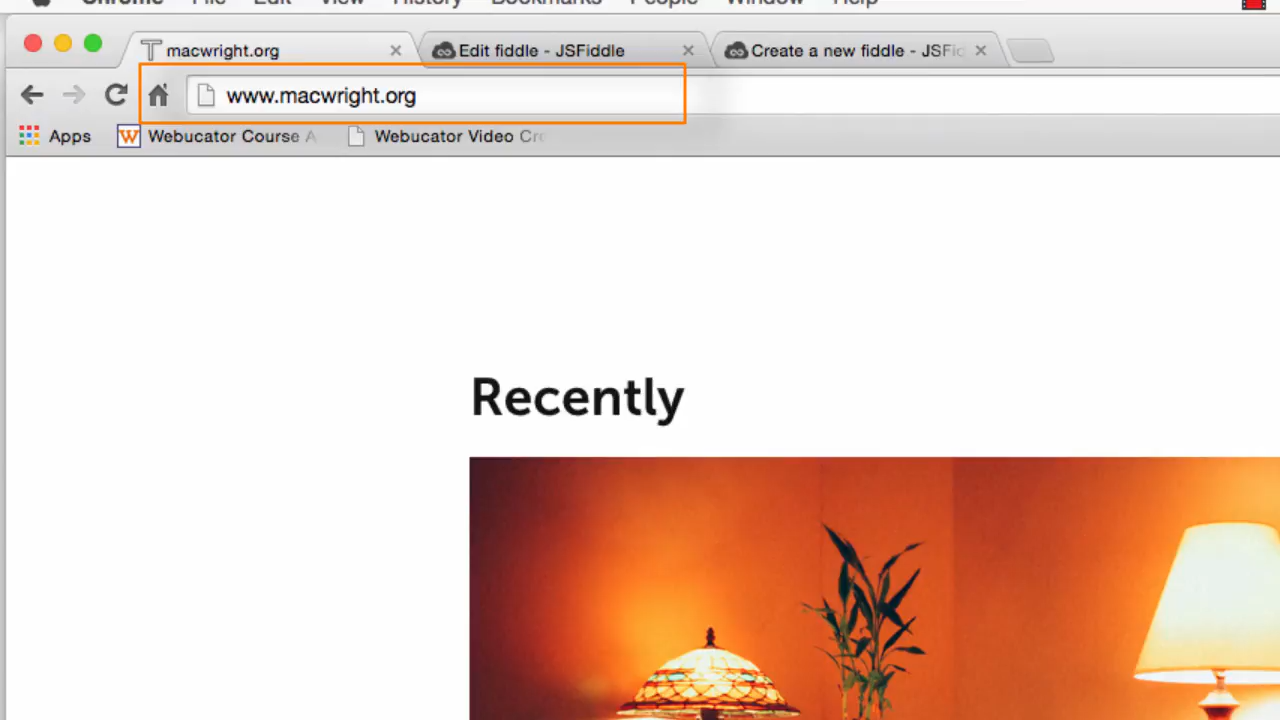 Chrome File Edit View History Bookmarks People Window Help
macwright.org Edit fiddle - JSFiddle Create a new fiddle - JSFid
www.macwright.org
Apps Webucator Course A Webucator Video Cre
Recently